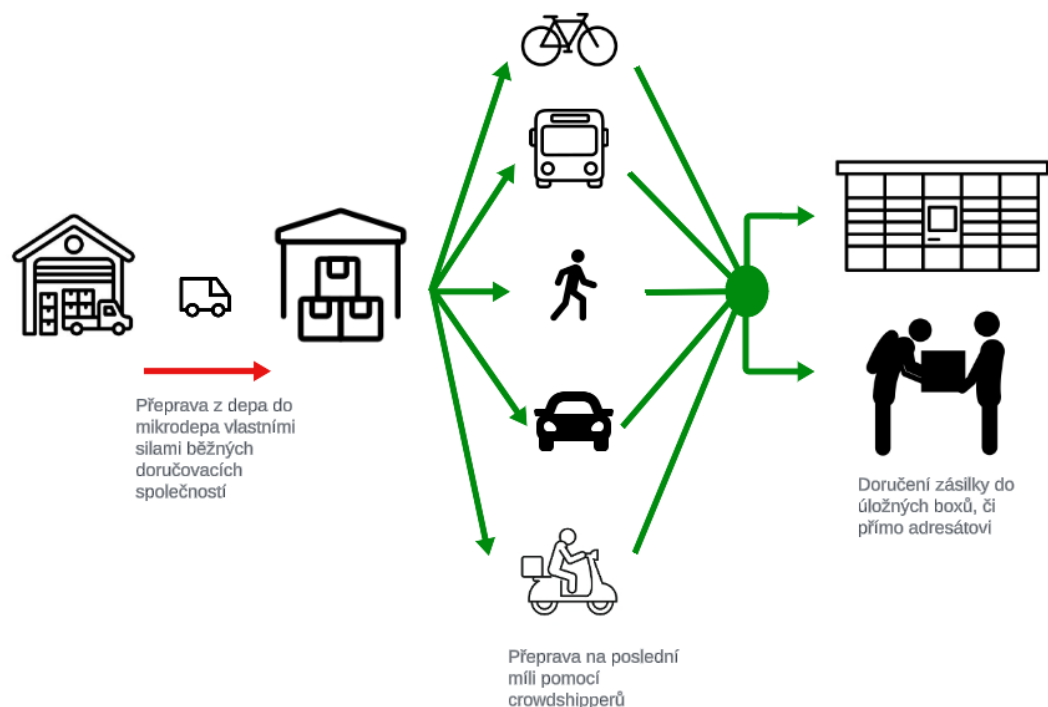 Přeprava z depa do
mikrodepa vlastními
silami běžných
doručovacích
společností
Doručení zásilky do
úložných boxů, či
přímo adresátovi
Přeprava na poslední
míli pomocí
crowdshipperů